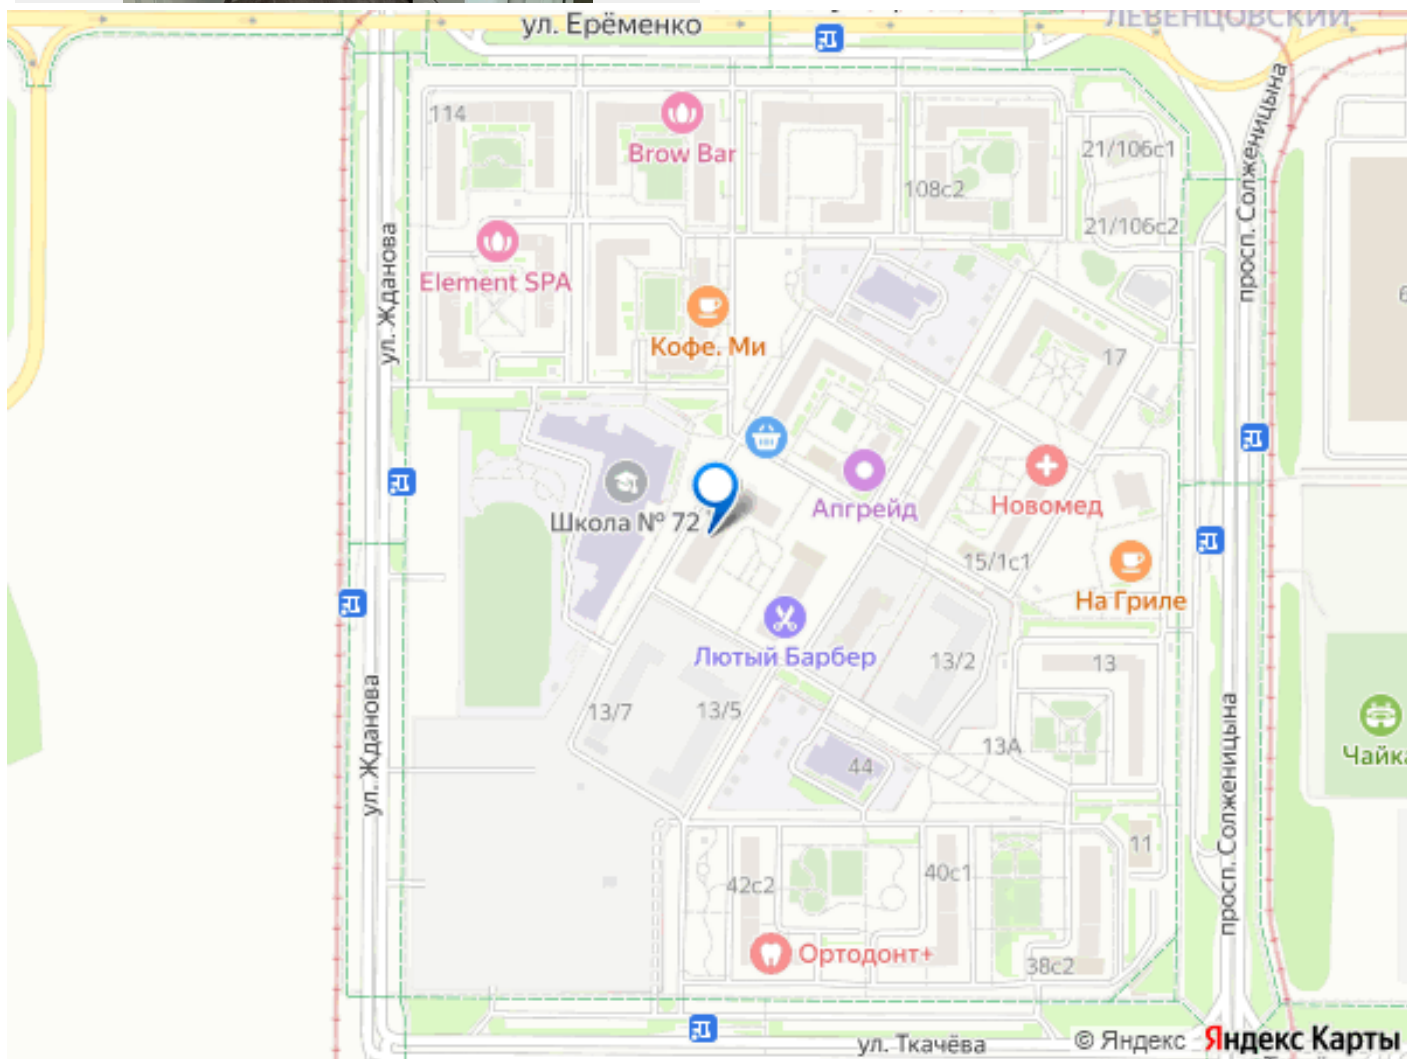 ул. Ерёменко
ЛЕВЕНЦОВСКИЙ
114
Brow Bar
21/106с1
просп. Солженицына
108с2
21/106с2
ул. Жданова
Element SPA
Кофе. Ми
17
6
Апгрейд
Новомед
Школа № 72
15/1с1
На Гриле
Лютый Барбер
13/2
13
13/7
13/5
ул. Жданова
13А
просп. Солженицына
Чайка
44
11
42с2
40с1
Ортодонт+
38с2
ул. Ткачёва
© Яндекс Яндекс Карты